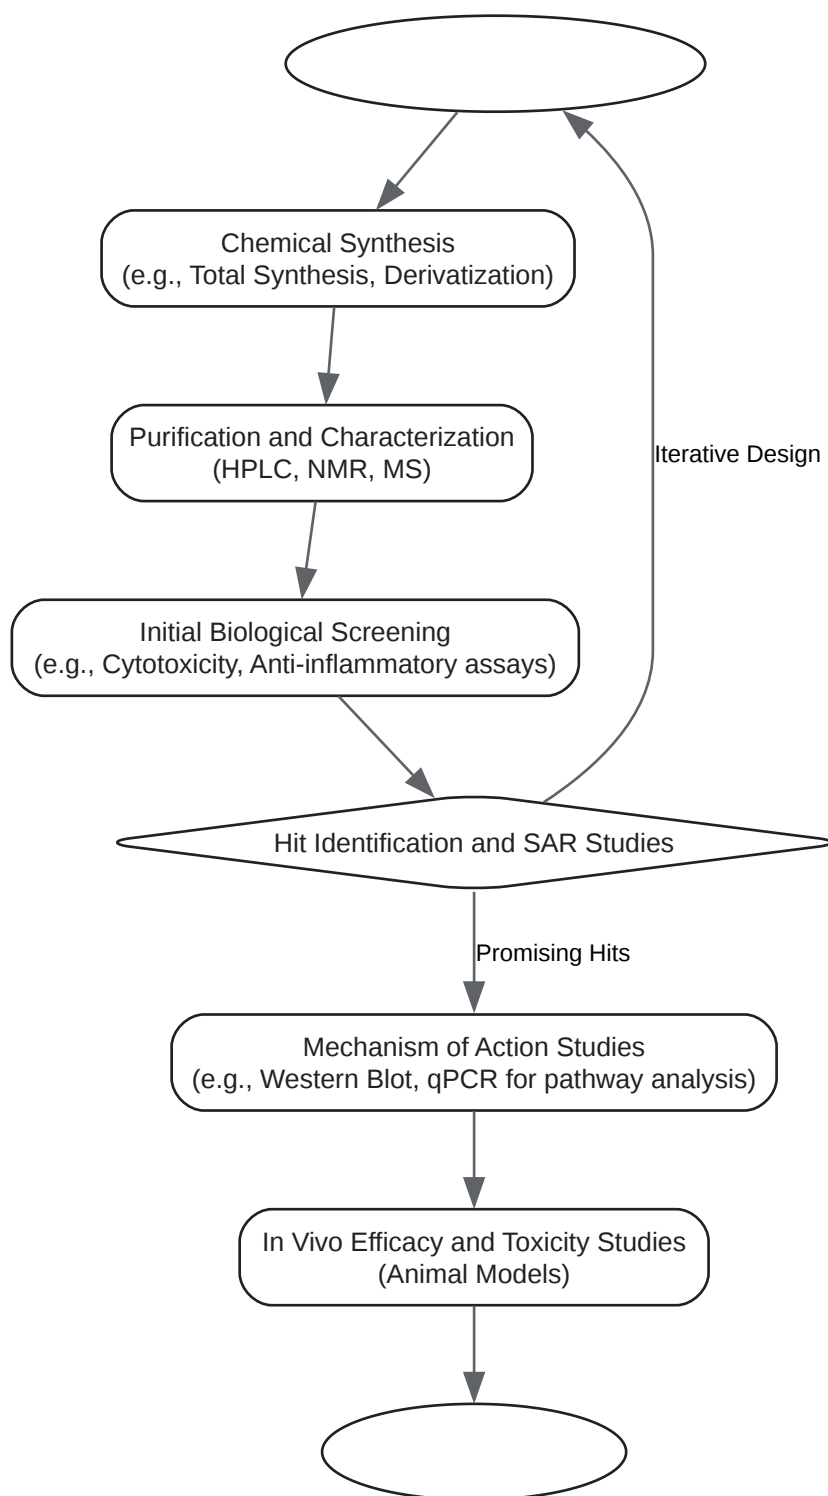 Chemical Synthesis
(e.g., Total Synthesis, Derivatization)
Purification and Characterization
(HPLC, NMR, MS)
Iterative Design
Initial Biological Screening
(e.g., Cytotoxicity, Anti-inflammatory assays)
Hit Identification and SAR Studies
Promising Hits
Mechanism of Action Studies
(e.g., Western Blot, qPCR for pathway analysis)
In Vivo Efficacy and Toxicity Studies
(Animal Models)